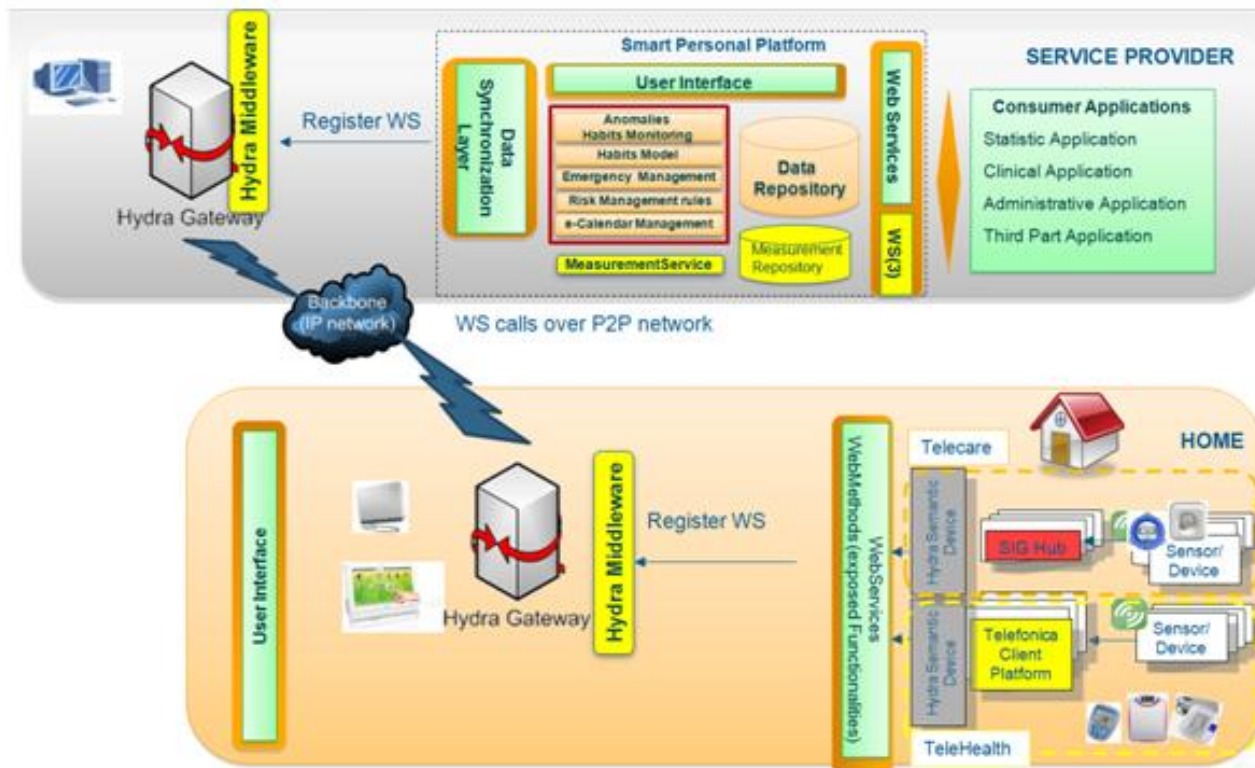 Smart Personal Platform
SERVICE PROVIDER
Hydra Middleware
Hydra Gateway
Register WS
Data
Synchronization
Layer
User Interface
Anomalies
Habits Monitoring
Habits Model
Emergency Management
Risk Management rules
e-Calendar Management
MeasurementService
Data
Repository
Measurement
Repository
Web Services
WS(3)
Consumer Applications
Statistic Application
Clinical Application
Administrative Application
Third Part Application
Backbone
(IP network)
WS calls over P2P network
HOME
User Interface
Hydra Gateway
Hydra Middleware
Register WS
WebServices
WebMethods (exposed Functionalities)
Telecare
Hydra Semantic
Device
SIG Hub
Sensor/
Device
Hydra Semantic
Device
Telefonica
Client
Platform
Sensor/
Device
TeleHealth